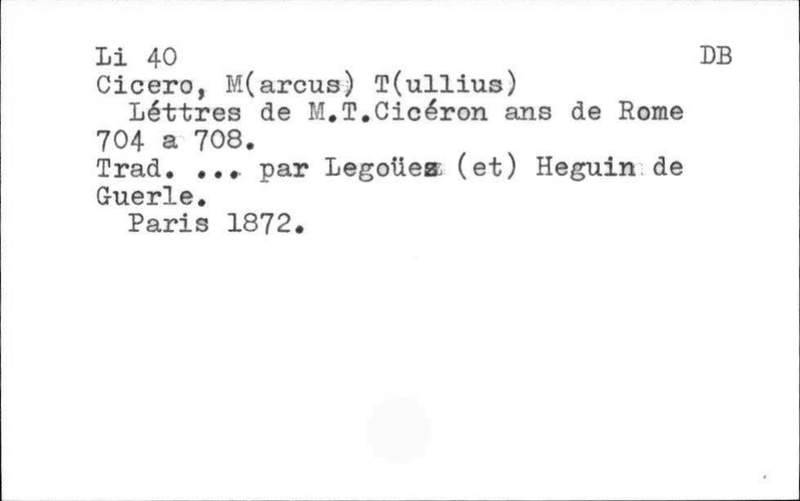 Li 40 DB
Cicero, M(arcus) T(ullius)
Léttres de M.T.Cicéron ans de Rome
704 a 708.
Trad. ... par Legoüez (et) Heguin de
Guerle.
Paris 1872.